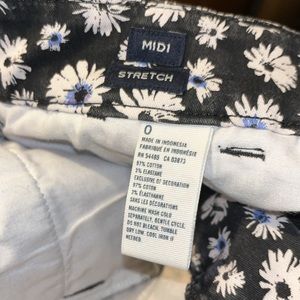 MIDI
STRETCH
0
MADE IN INDONESIA
FABRIQUÉ EN INDONÉSIE
RN 54485 CA 03873
97% COTTON
3% ELASTANE
EXCLUSIVE OF DECORATION
97% COTON
3% ÉLASTHANNE
SANS LES DÉCORATIONS
MACHINE WASH COLD
SEPARATELY, GENTLE CYCLE.
DO NOT BLEACH, TUMBLE
DRY LOW, COOL IRON IF
NEEDED.